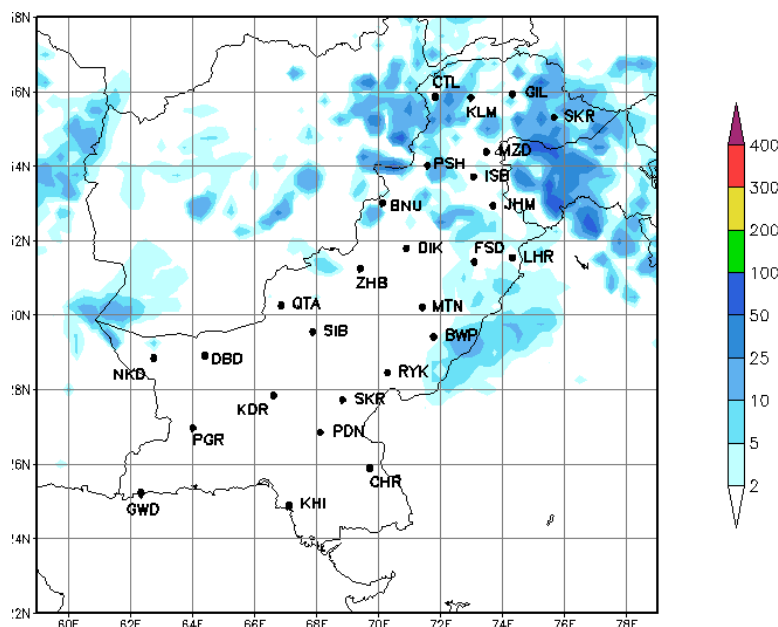 8N
6N
4N
2N
0N
8N
6N
4N
2N
60E 62E 64E 66E 68E 70E 72E 74E 76E 78E
CTL
KLM
GIL
SKR
MZD
PSH
ISB
BNU
JHM
DIK
FSD
LHR
ZHB
QTA
MTN
SIB
BWP
DBD
NKD
RYK
KDR
SKR
PGR
PDN
CHR
GWD
KHI
400
300
200
100
50
25
10
5
2